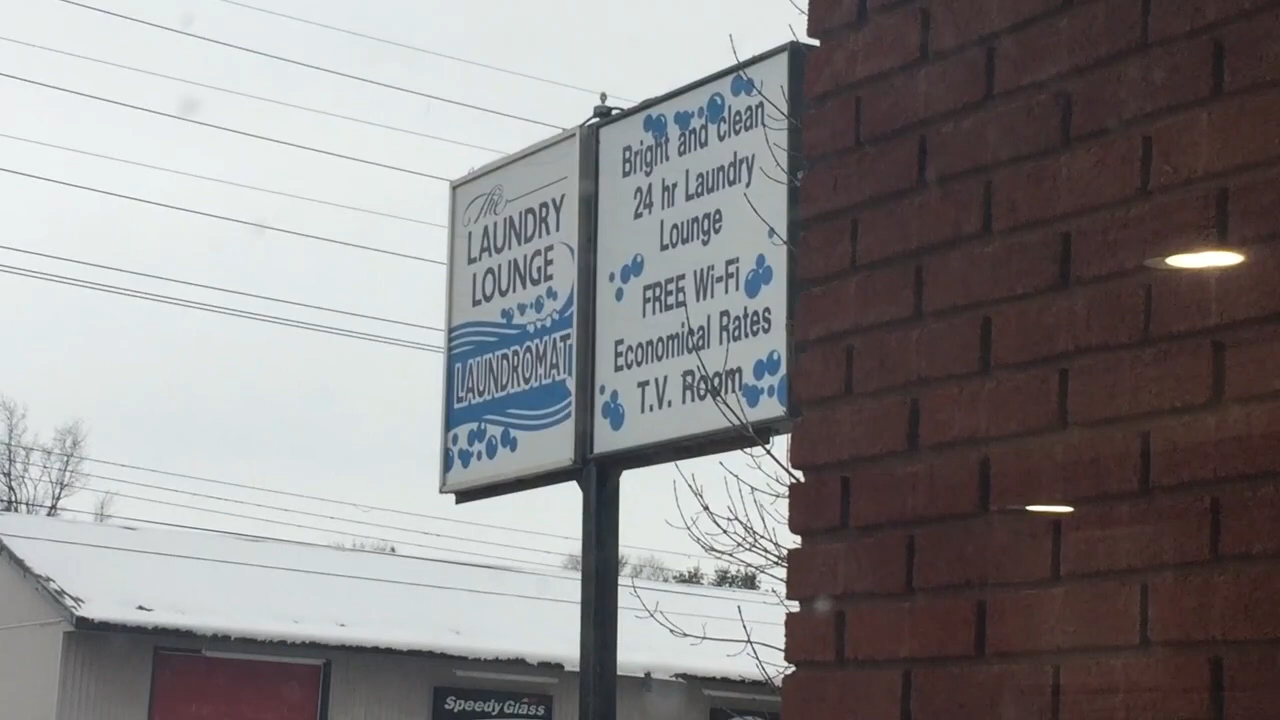 The
LAUNDRY
LOUNGE
LAUNDROMAT
Bright and clean
24 hr Laundry
Lounge
FREE Wi-Fi
Economical Rates
T.V. Room
Speedy Glass